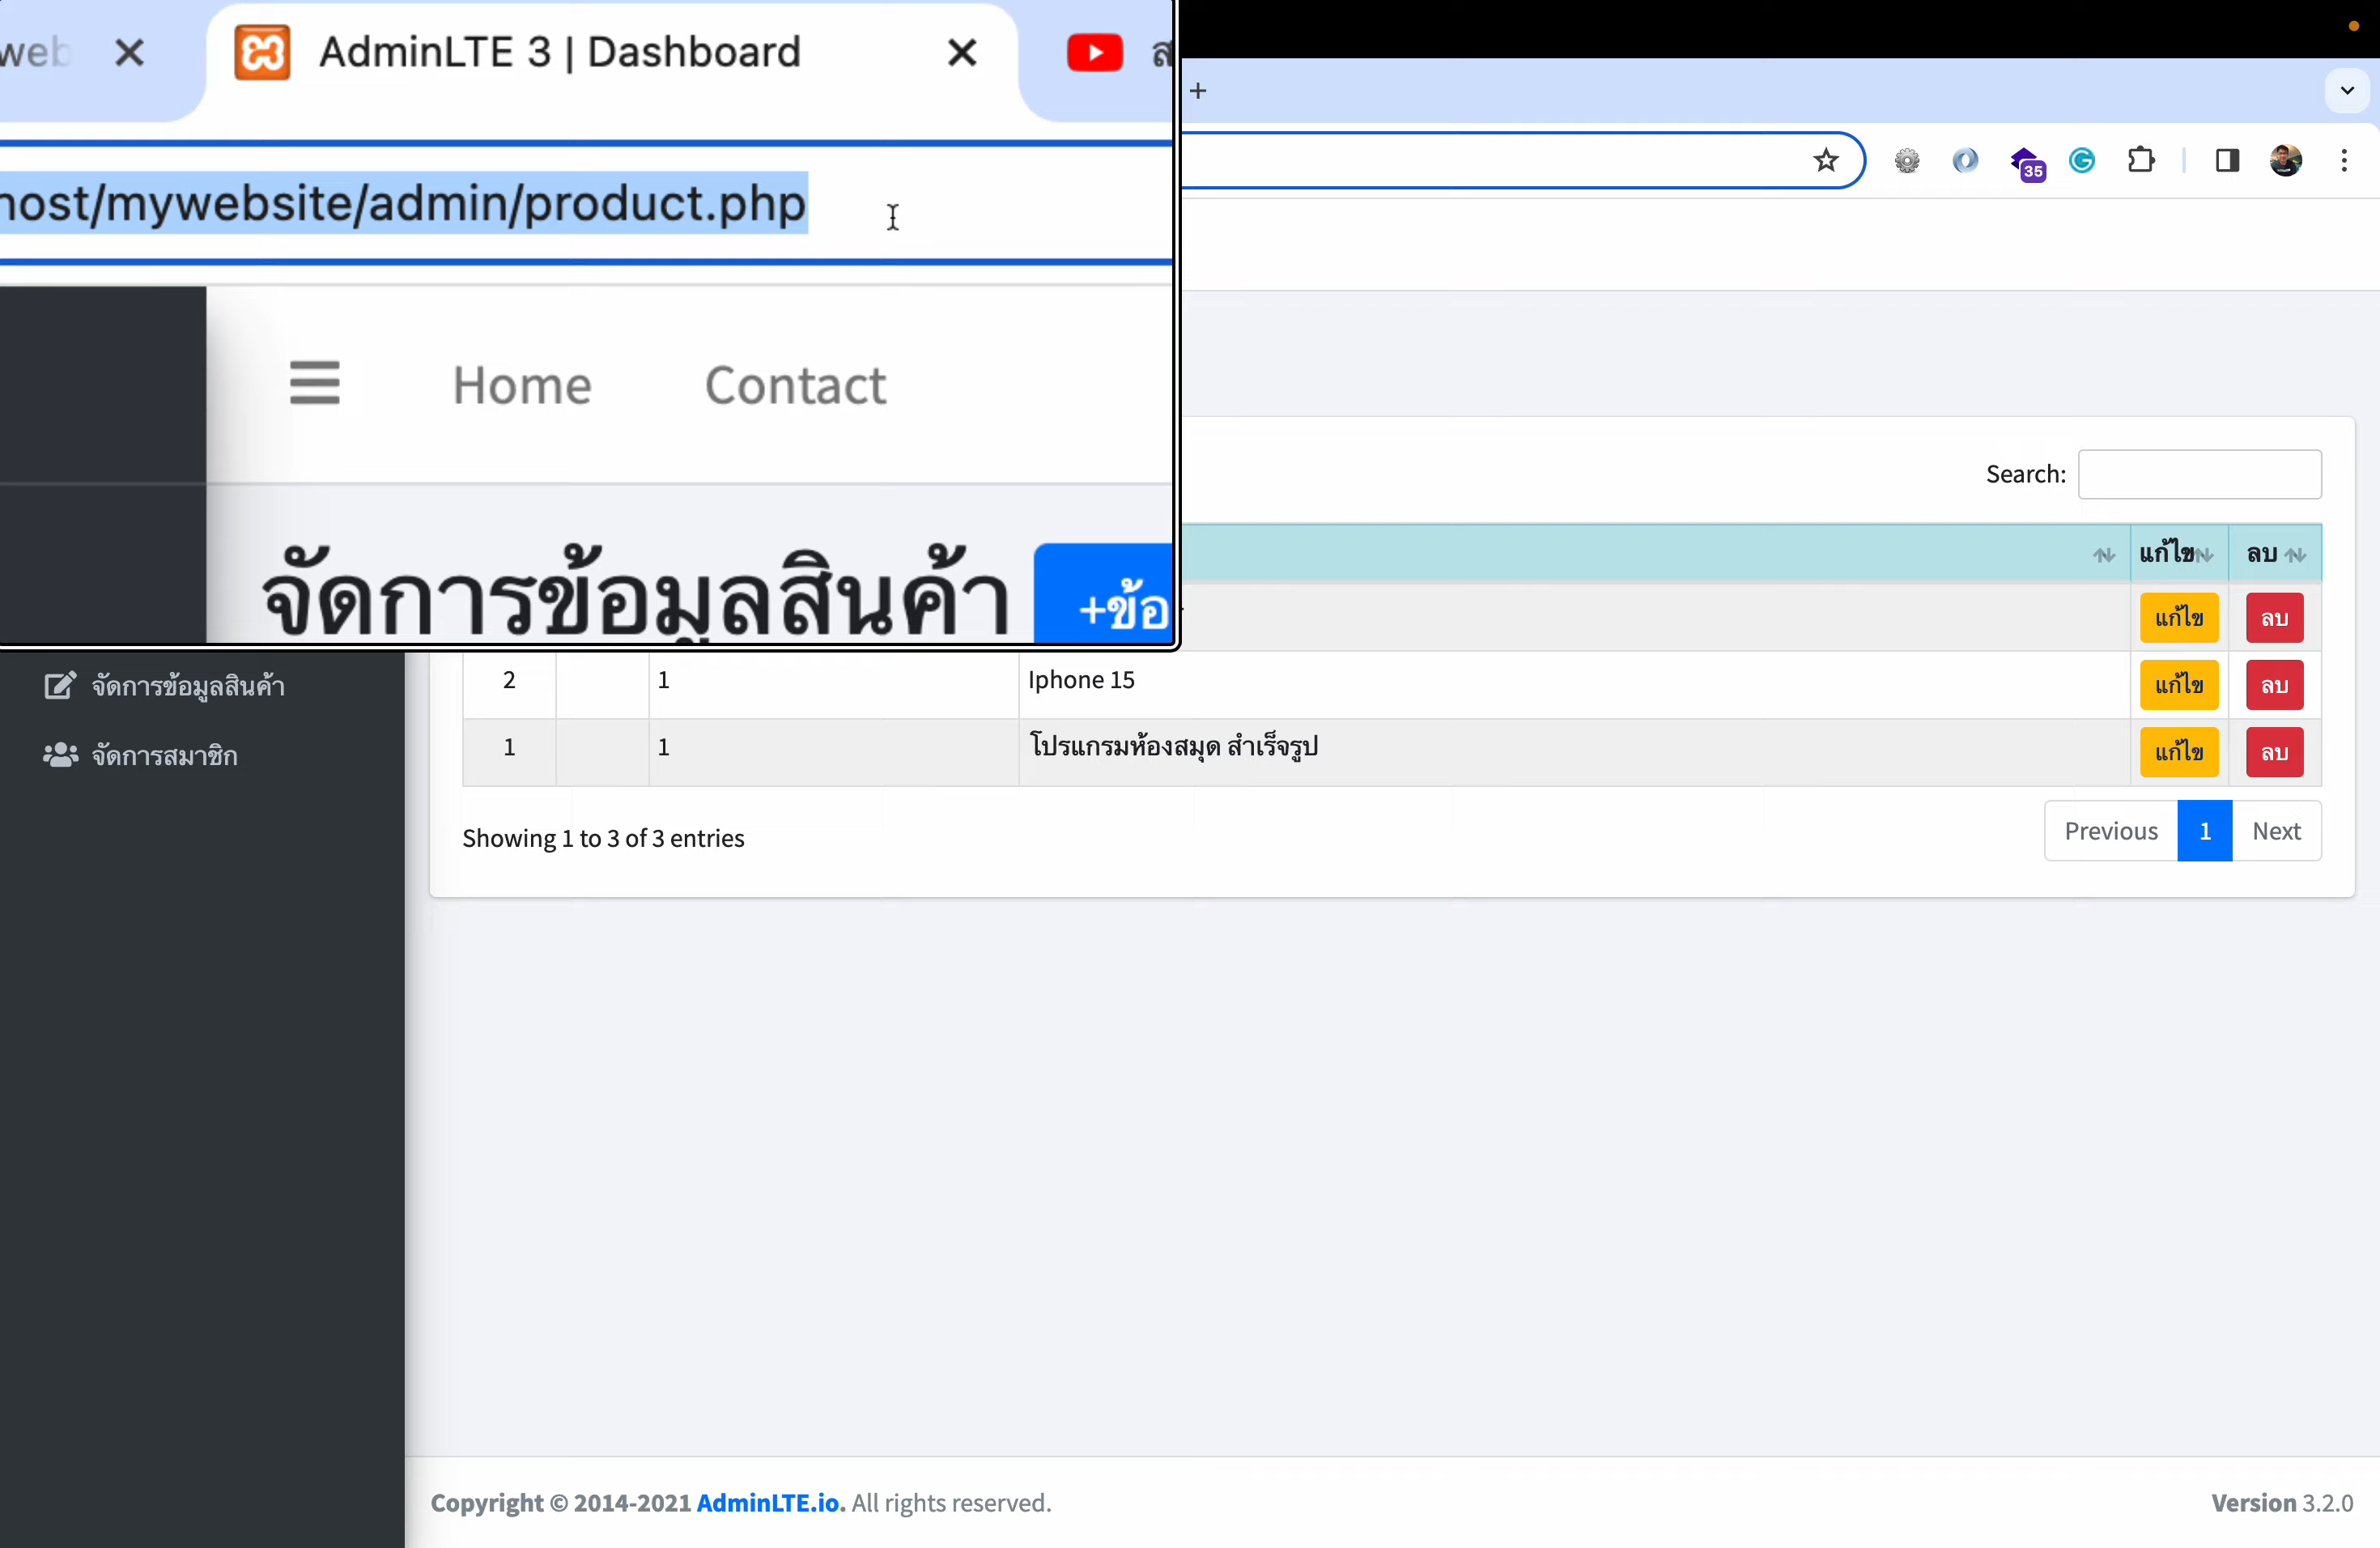 AdminLTE 3 | Dashboard
host/mywebsite/admin/product.php
35
Home
Contact
จัดการข้อมูลสินค้า
+ข้อ
Search:
แก้ไข
ลบ
แก้ไข
ลบ
2
1
Iphone 15
แก้ไข
ลบ
1
1
โปรแกรมห้องสมุด สำเร็จรูป
แก้ไข
ลบ
จัดการข้อมูลสินค้า
จัดการสมาชิก
Showing 1 to 3 of 3 entries
Previous
1
Next
Copyright © 2014-2021 AdminLTE.io. All rights reserved.
Version 3.2.0